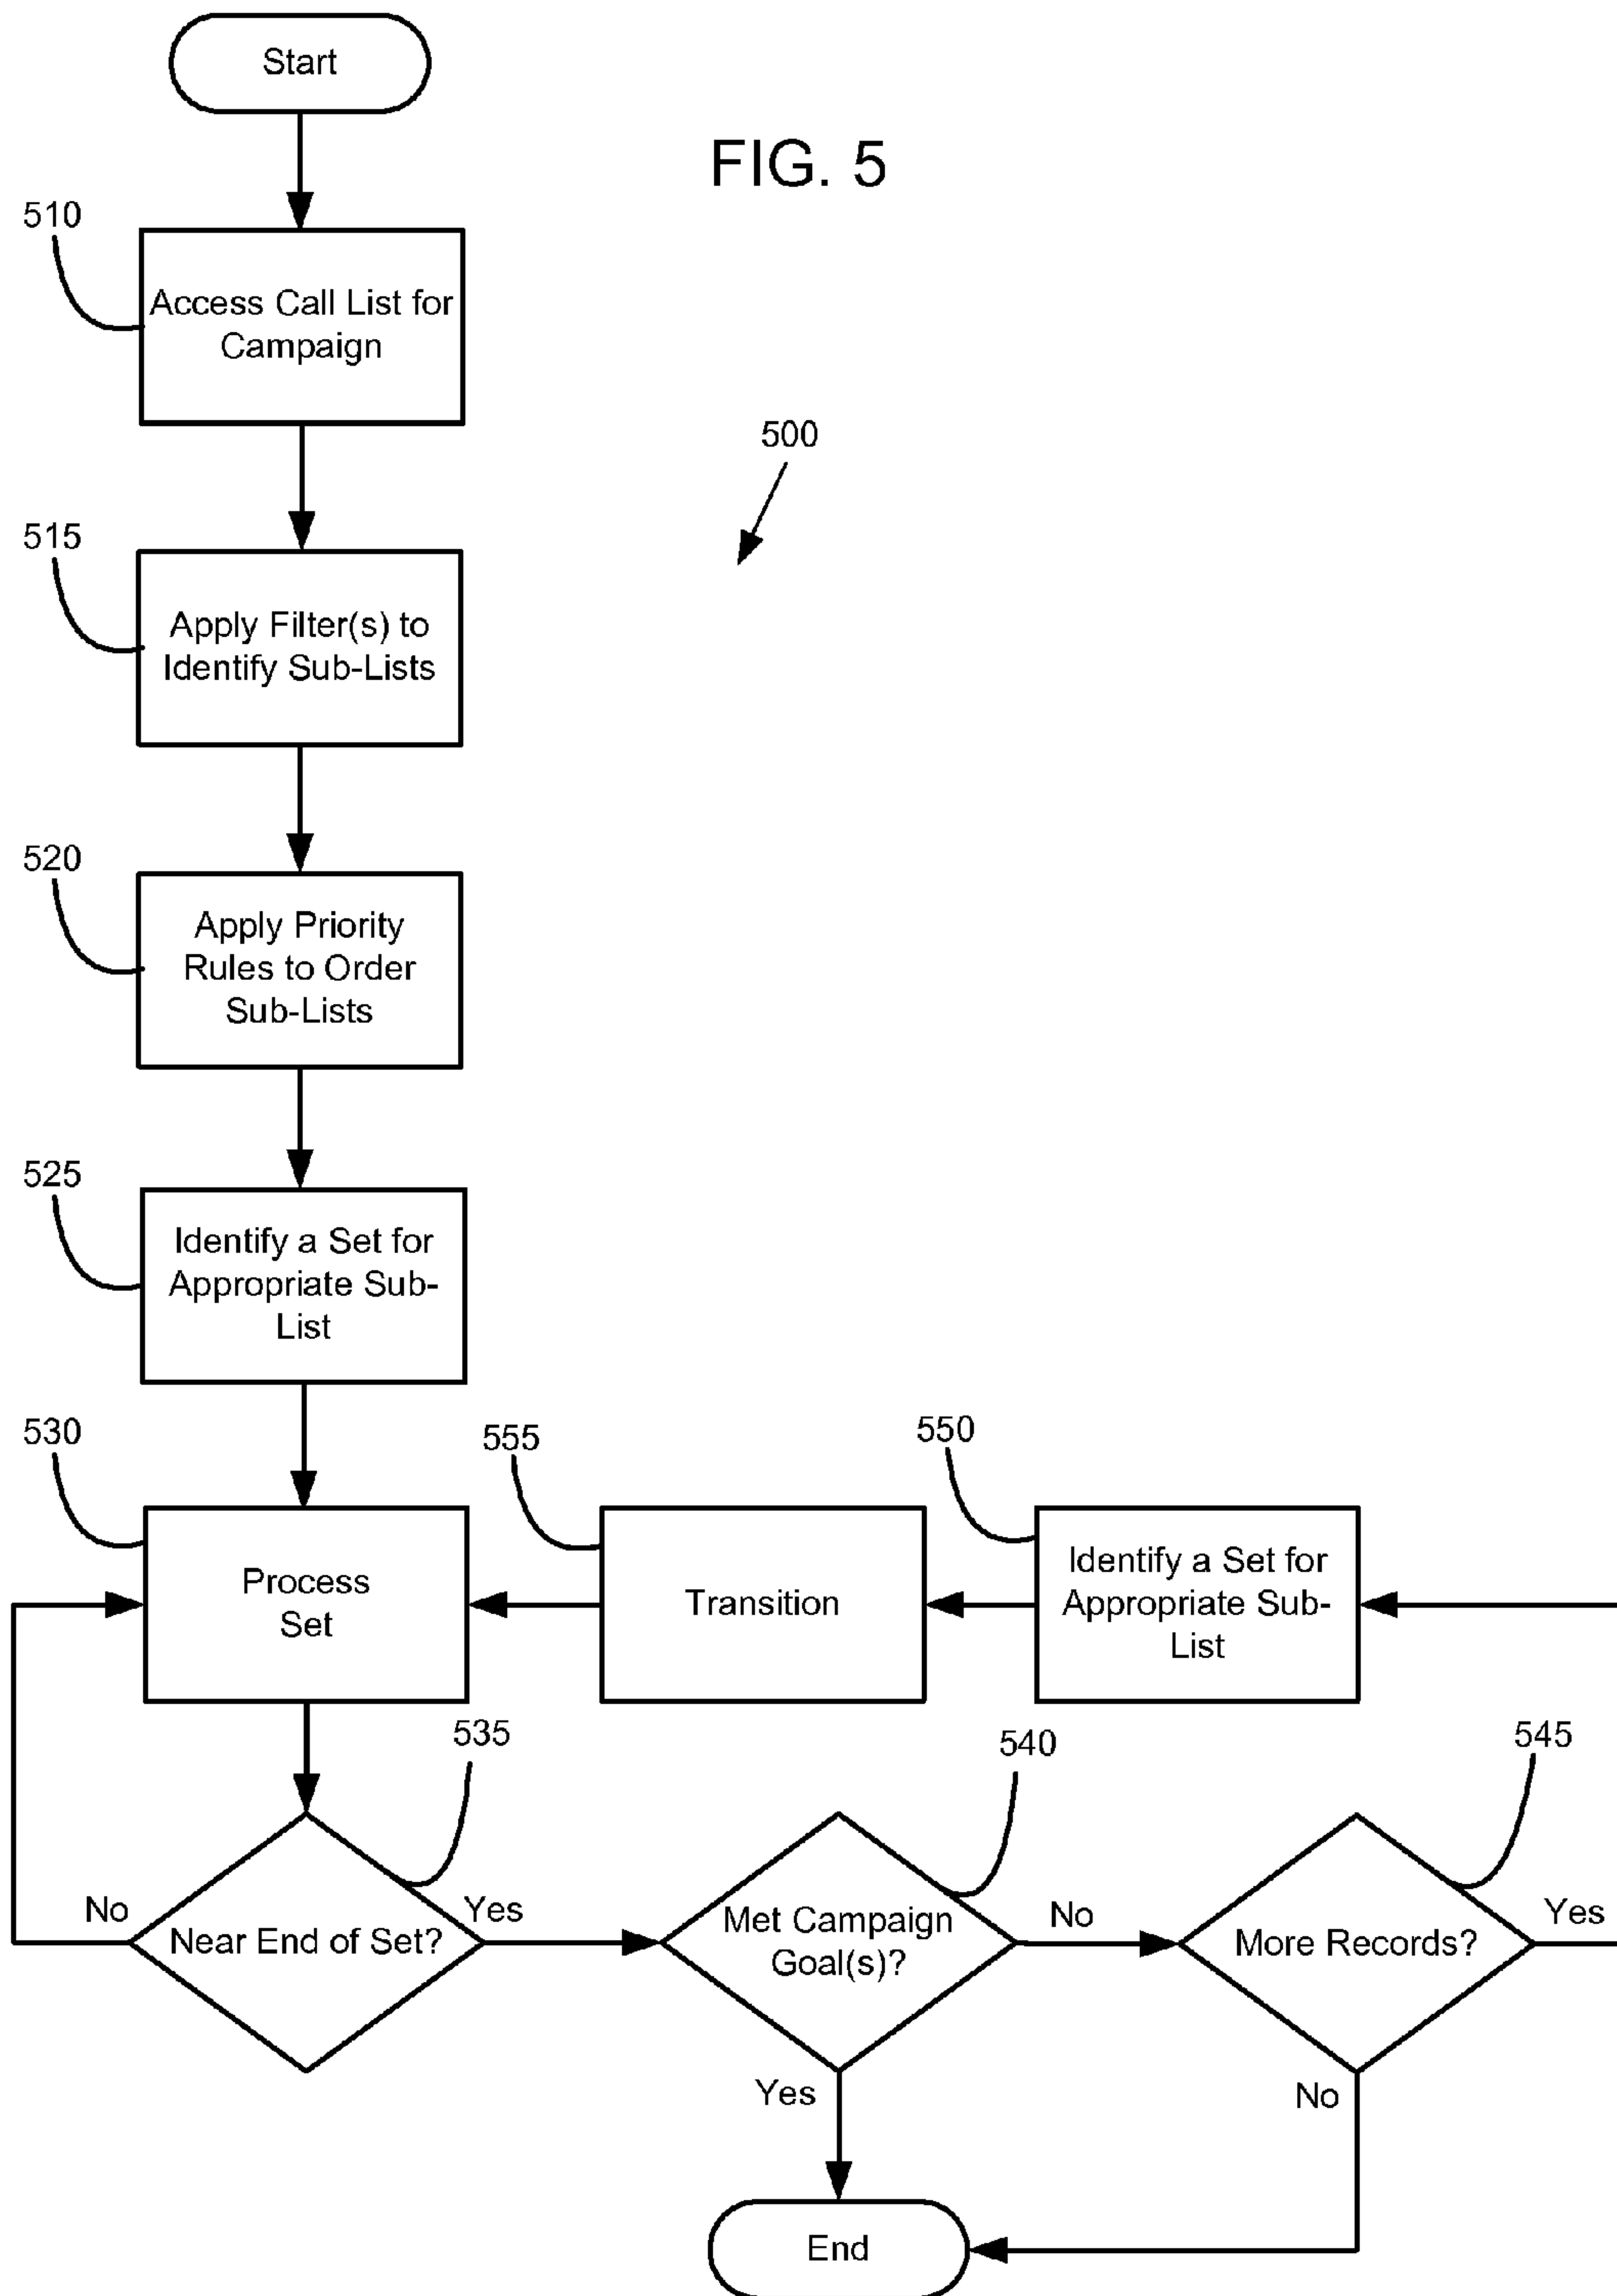 Start
FIG. 5
510
Access Call List for
Campaign
500
515
Apply Filter(s) to
Identify Sub-Lists
520
Apply Priority
Rules to Order
Sub-Lists
525
Identify a Set for
Appropriate Sub-
List
530
Process
Set
555
Transition
550
Identify a Set for
Appropriate Sub-
List
535
Near End of Set?
No
Yes
540
Met Campaign
Goal(s)?
No
Yes
545
More Records?
Yes
No
End